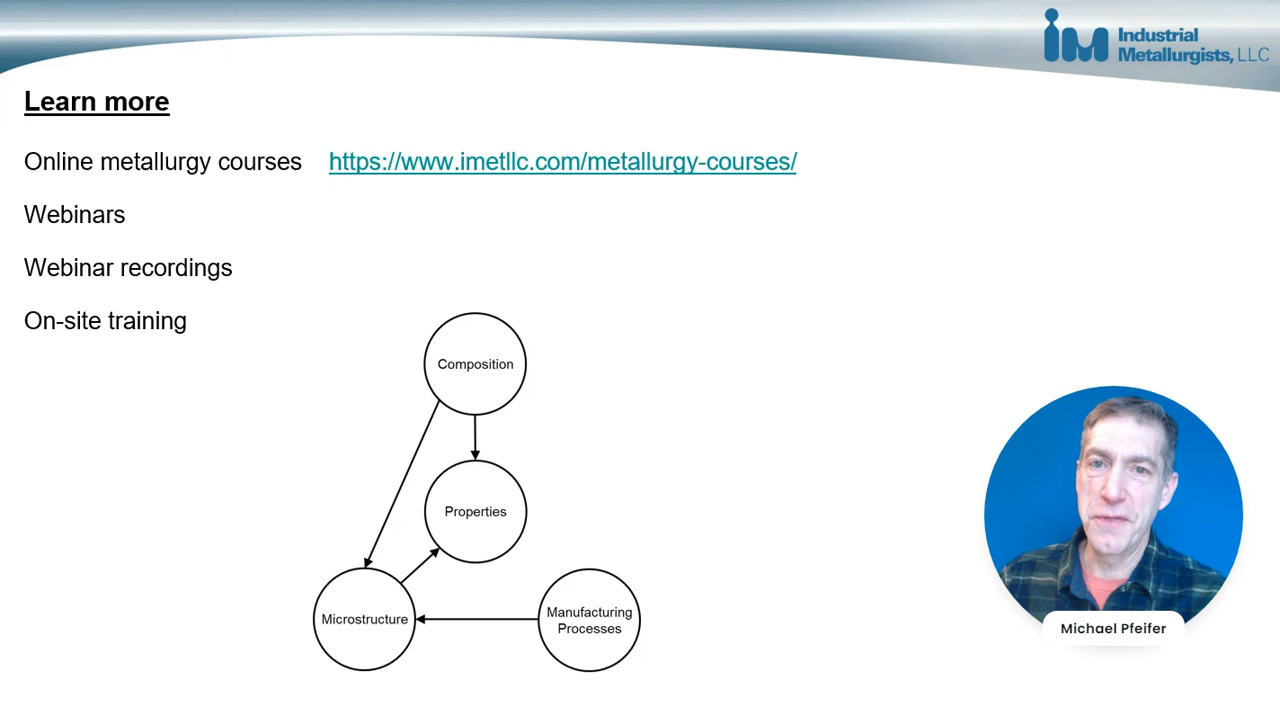 Industrial
Metallurgists, LLC
Learn more
Online metallurgy courses https://www.imetllc.com/metallurgy-courses/
Webinars
Webinar recordings
On-site training
Composition
Properties
Microstructure
Manufacturing
Processes
Michael Pfeifer